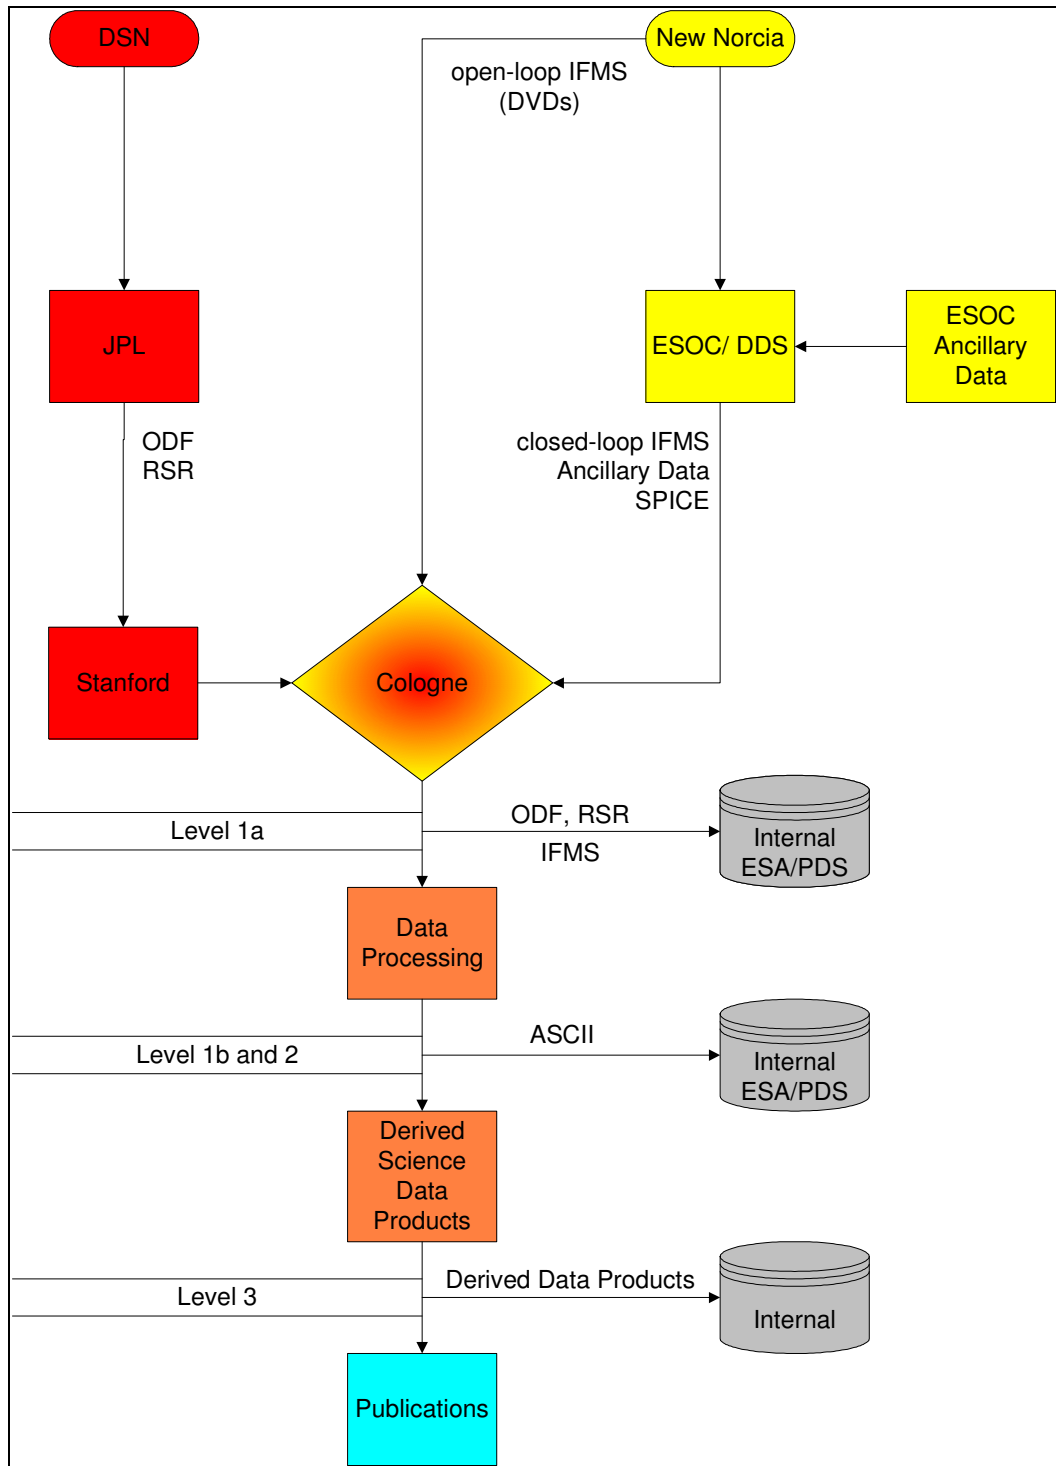 DSN
New Norcia
open-loop IFMS
(DVDs)
JPL
ESOC/ DDS
ESOC
Ancillary
Data
ODF
RSR
closed-loop IFMS
Ancillary Data
SPICE
Stanford
Cologne
Level 1a
ODF, RSR
IFMS
Internal
ESA/PDS
Data
Processing
Level 1b and 2
ASCII
Internal
ESA/PDS
Derived
Science
Data
Products
Level 3
Derived Data Products
Internal
Publications